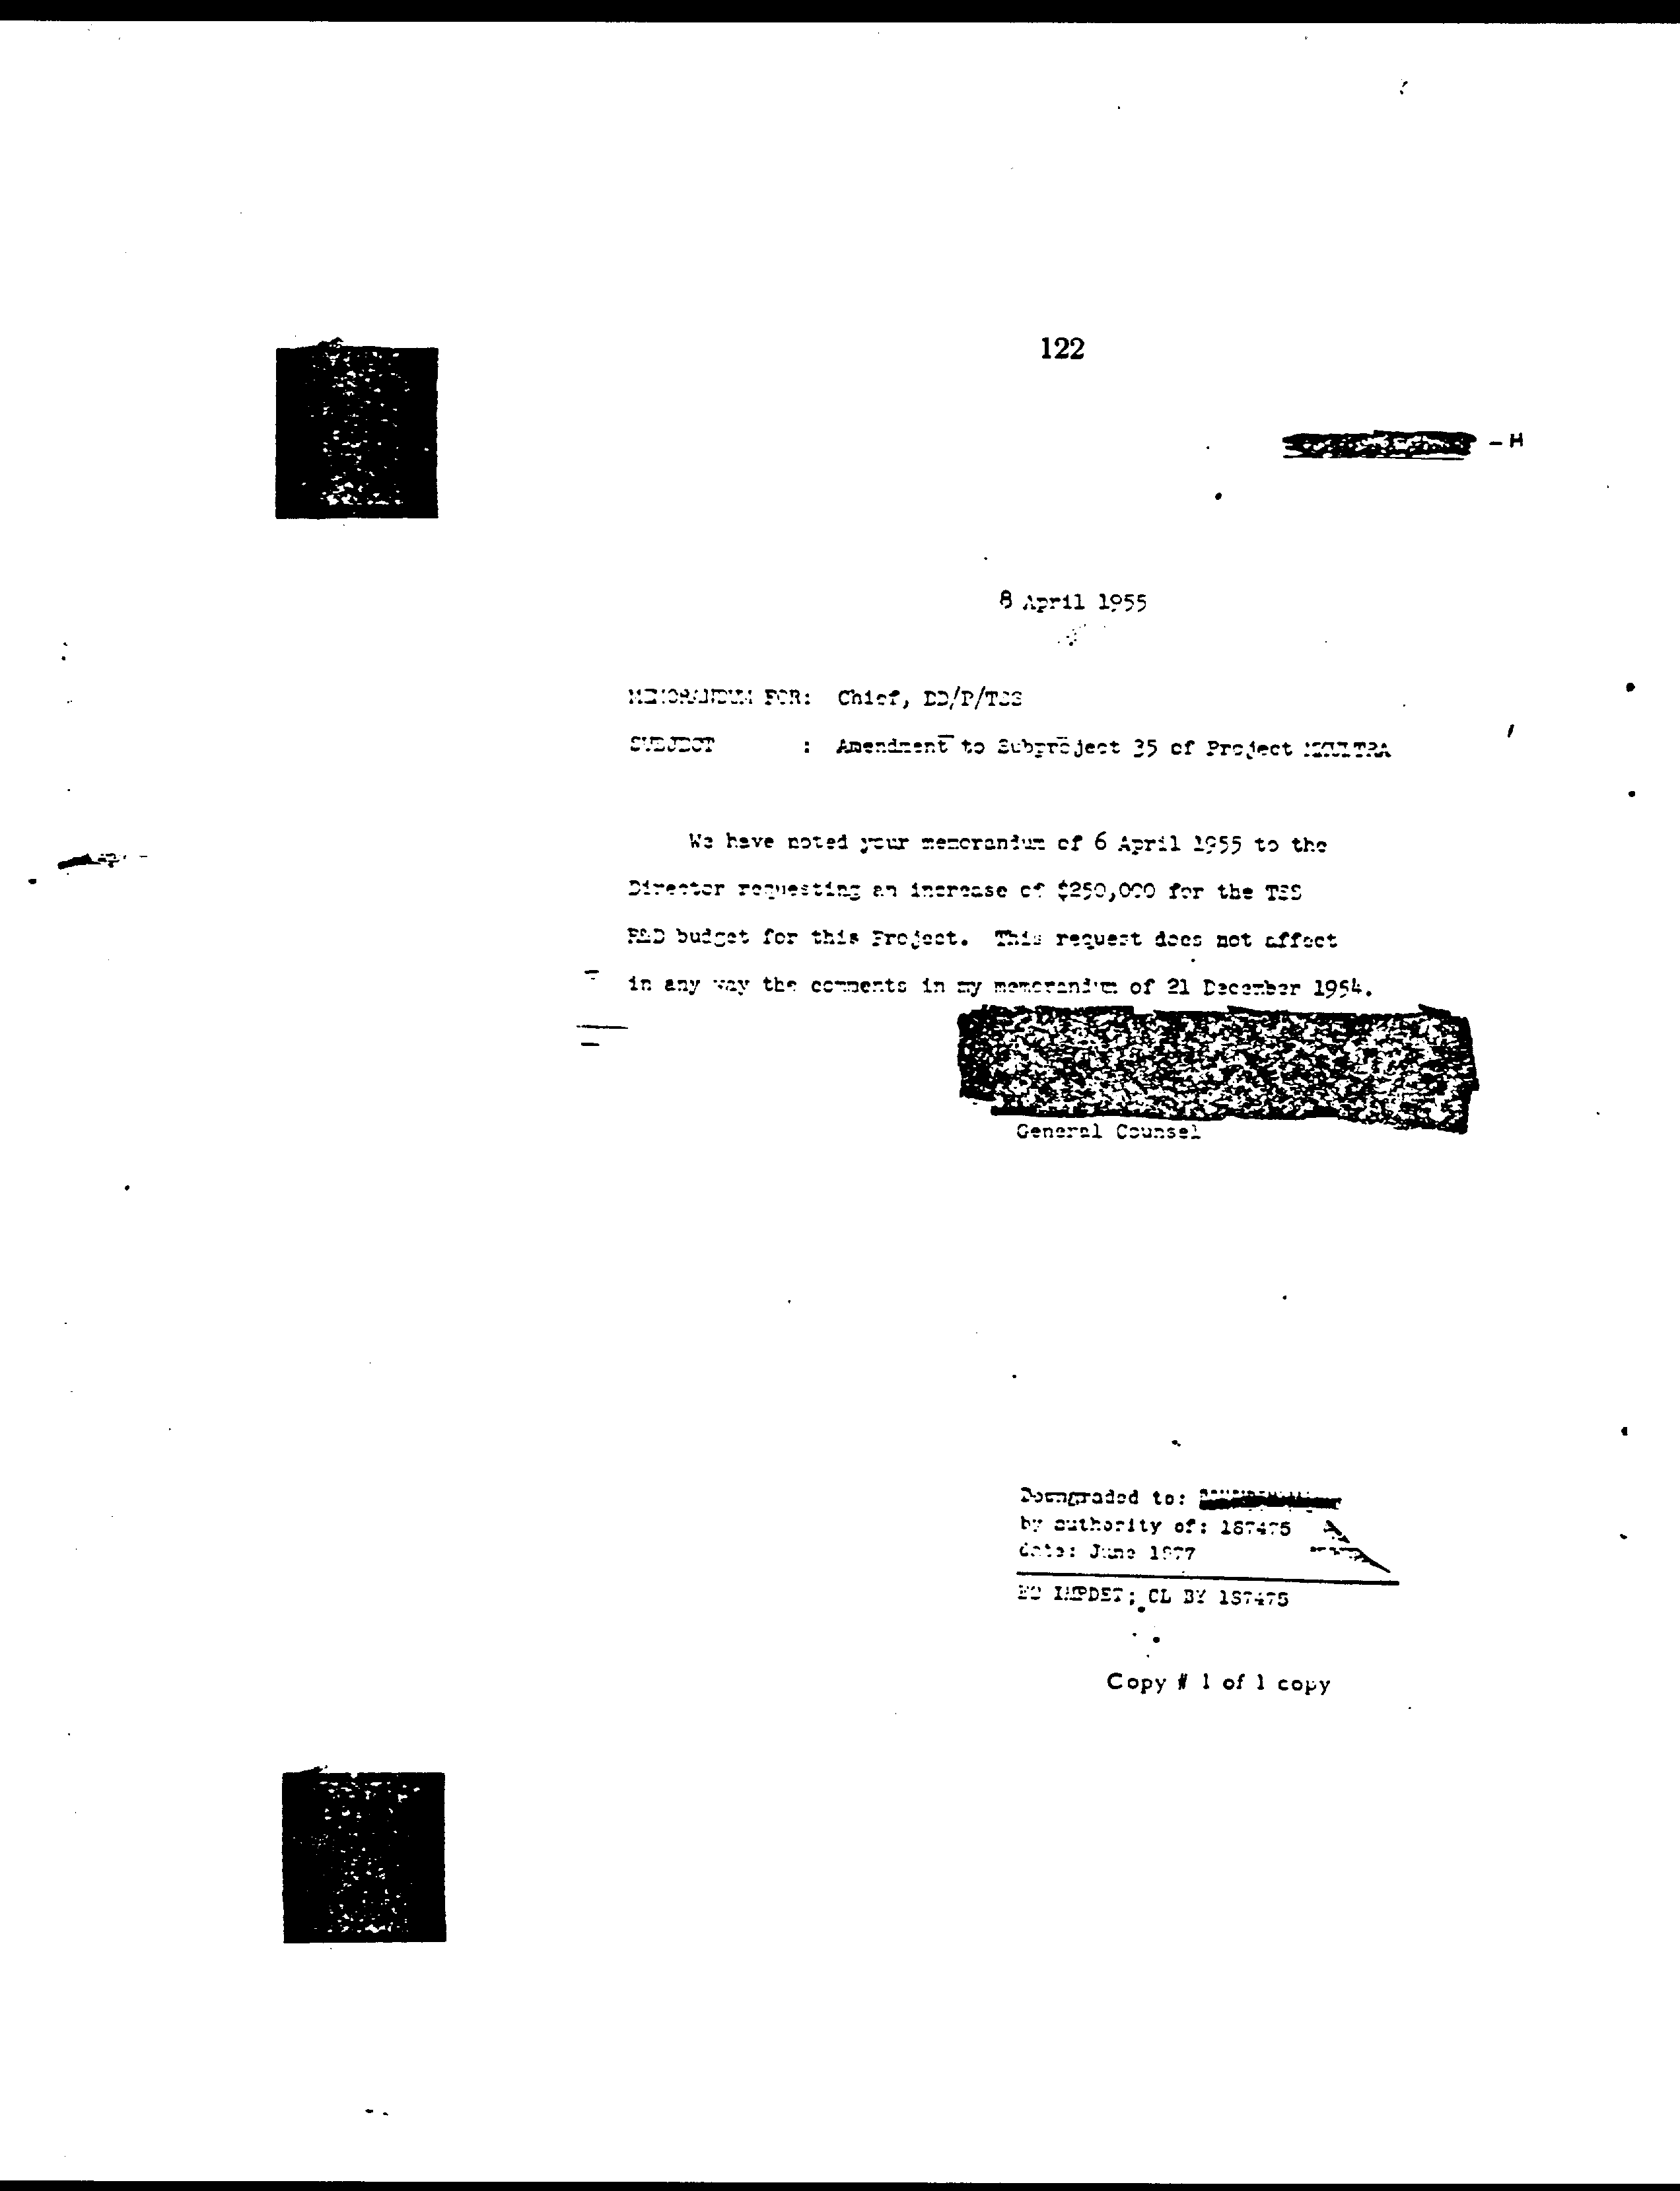 122
– H
8 April 1955
MEMORANDUM FOR: Chief, DD/P/TSS
SUBJECT : Amendment to Subproject 35 of Project MKULTRA
We have noted your memorandum of 6 April 1955 to the
Director requesting an increase of $250,000 for the TSS
R&D budget for this Project. This request does not affect
in any way the comments in my memorandum of 21 December 1954.
General Counsel
Downgraded to:
by authority of: 187475
date: June 1977
E2 IMPDET; CL BY 187475
Copy # 1 of 1 copy